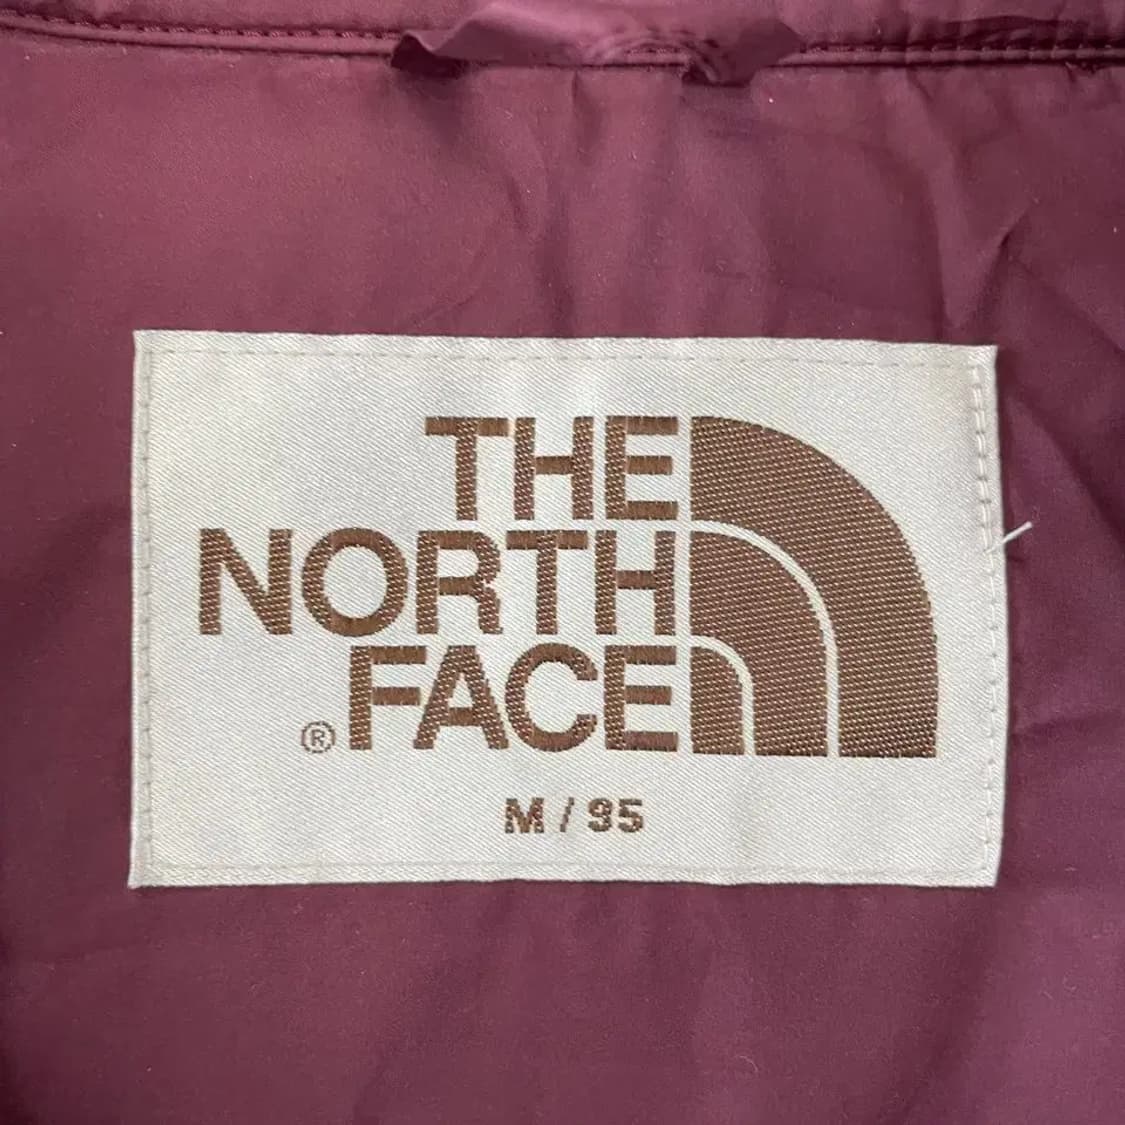 THE
NORTH
® FACE
M / 95